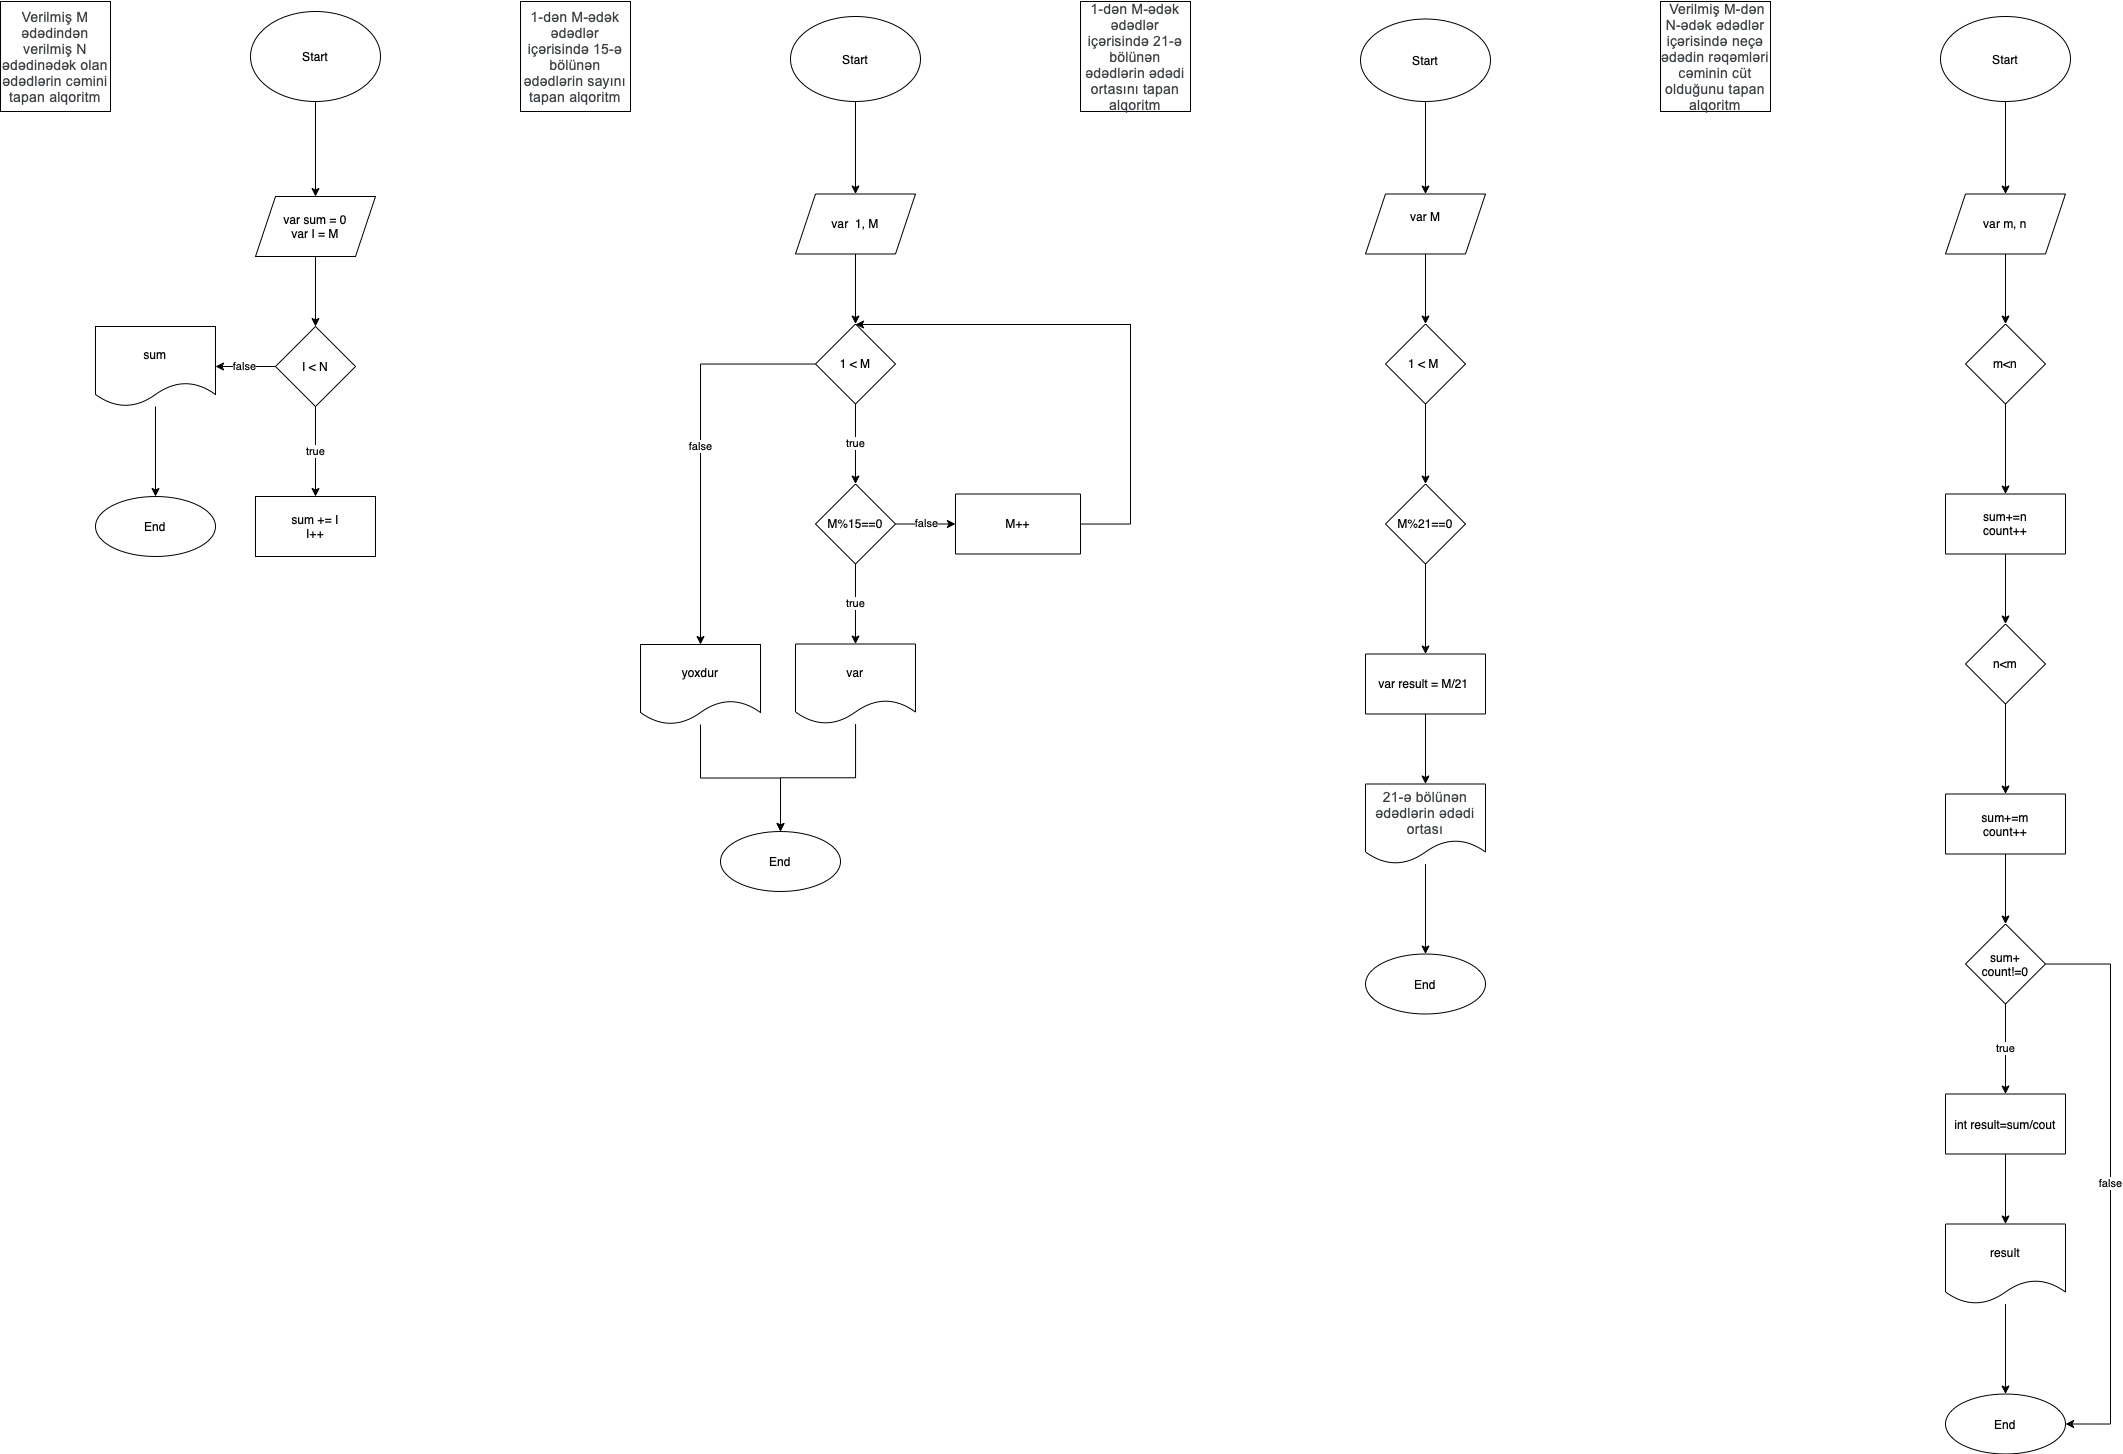 Verilmiş M
ədədindən
verilmiş N
ədədinədək olan
ədədlərin cəmini
tapan alqoritm
Start
var sum = 0
var I = M
I < N
false
sum
End
true
sum += I
I++
1-dən M-ədək
ədədlər
içərisində 15-ə
bölünən
ədədlərin sayını
tapan alqoritm
Start
var  1, M
1 < M
false
true
M%15==0
false
M++
true
yoxdur
var
End
1-dən M-ədək
ədədlər
içərisində 21-ə
bölünən
ədədlərin ədədi
ortasını tapan
alqoritm
Start
var M
1 < M
M%21==0
var result = M/21
21-ə bölünən
ədədlərin ədədi
ortası
End
Verilmiş M-dən
N-ədək ədədlər
içərisində neçə
ədədin rəqəmləri
cəminin cüt
olduğunu tapan
alqoritm
Start
var m, n
m<n
sum+=n
count++
n<m
sum+=m
count++
sum+
count!=0
true
int result=sum/cout
false
result
End